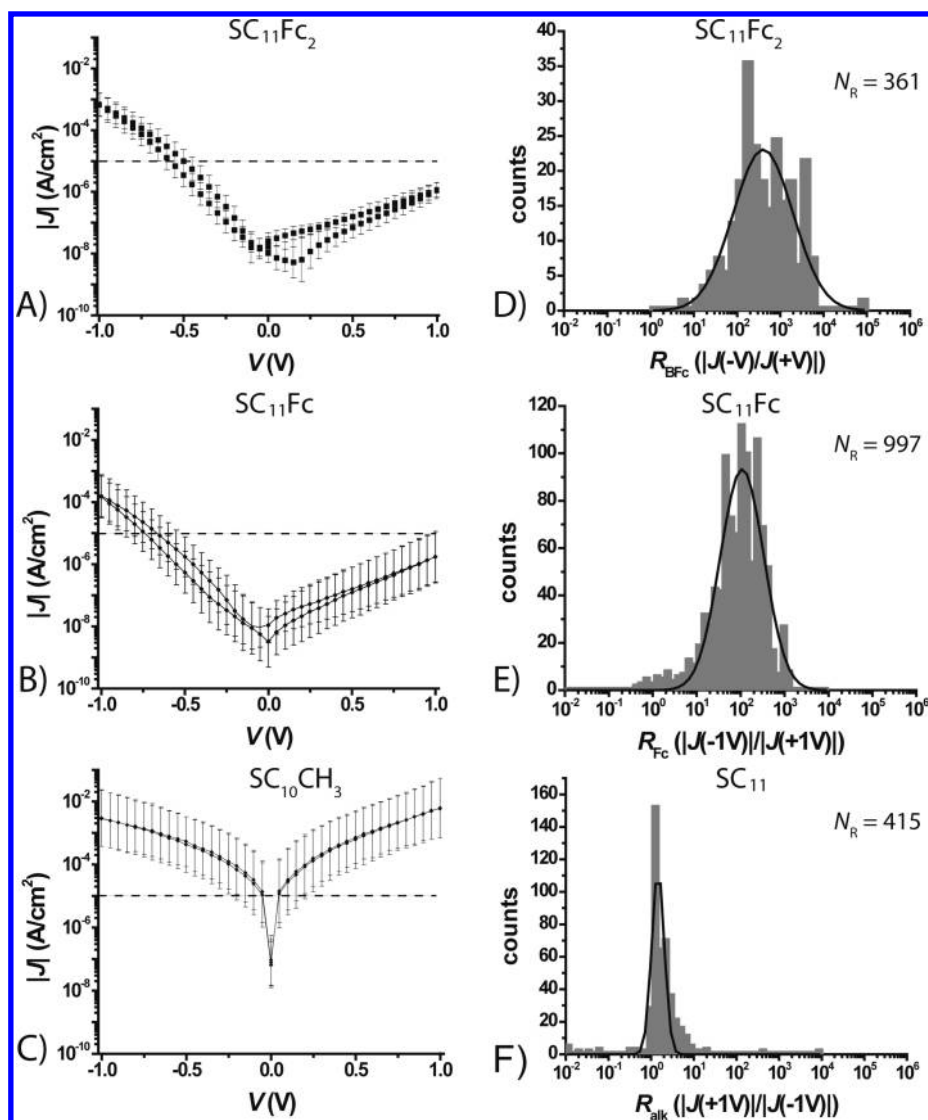 SC₁₁Fc₂
|J| (A/cm²)
10⁻²
10⁻⁴
10⁻⁶
10⁻⁸
10⁻¹⁰
A)
-1.0 -0.5 0.0 0.5 1.0
V (V)
SC₁₁Fc₂
N_R = 361
counts
40
35
30
25
20
15
10
5
0
D)
10⁻² 10⁻¹ 10⁰ 10¹ 10² 10³ 10⁴ 10⁵ 10⁶
R_BFc (|J(-V)/J(+V)|)
SC₁₁Fc
|J| (A/cm²)
10⁻²
10⁻⁴
10⁻⁶
10⁻⁸
10⁻¹⁰
B)
-1.0 -0.5 0.0 0.5 1.0
V (V)
SC₁₁Fc
N_R = 997
counts
120
100
80
60
40
20
0
E)
10⁻² 10⁻¹ 10⁰ 10¹ 10² 10³ 10⁴ 10⁵ 10⁶
R_Fc (|J(-1V)|/|J(+1V)|)
SC₁₀CH₃
|J| (A/cm²)
10⁻²
10⁻⁴
10⁻⁶
10⁻⁸
10⁻¹⁰
C)
-1.0 -0.5 0.0 0.5 1.0
V (V)
SC₁₁
N_R = 415
counts
160
140
120
100
80
60
40
20
0
F)
10⁻² 10⁻¹ 10⁰ 10¹ 10² 10³ 10⁴ 10⁵ 10⁶
R_alk (|J(+1V)|/|J(-1V)|)